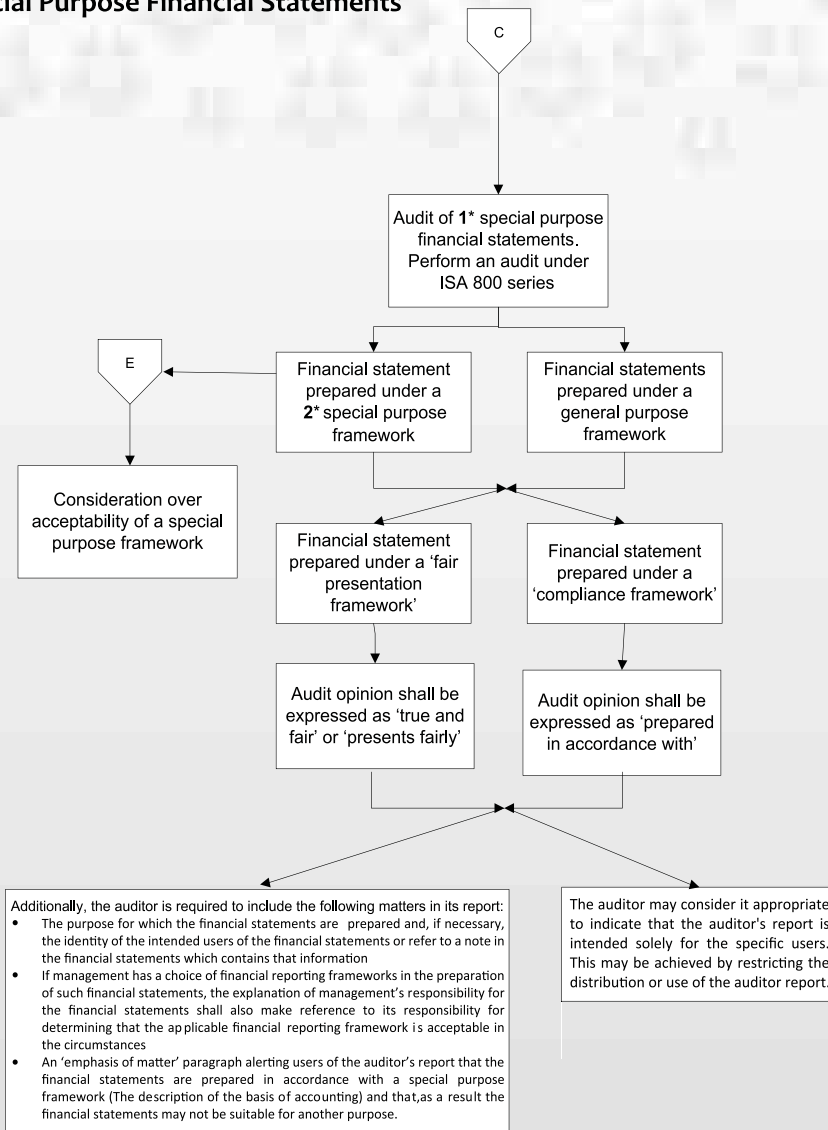 cial Purpose Financial Statements
C
Audit of 1* special purpose
financial statements.
Perform an audit under
ISA 800 series
E
Financial statement
prepared under a
2* special purpose
framework
Financial statements
prepared under a
general purpose
framework
Consideration over
acceptability of a special
purpose framework
Financial statement
prepared under a ‘fair
presentation
framework’
Financial statement
prepared under a
‘compliance framework’
Audit opinion shall be
expressed as ‘true and
fair’ or ‘presents fairly’
Audit opinion shall be
expressed as ‘prepared
in accordance with’
Additionally, the auditor is required to include the following matters in its report:
• The purpose for which the financial statements are prepared and, if necessary,
the identity of the intended users of the financial statements or refer to a note in
the financial statements which contains that information
• If management has a choice of financial reporting frameworks in the preparation
of such financial statements, the explanation of management’s responsibility for
the financial statements shall also make reference to its responsibility for
determining that the applicable financial reporting framework is acceptable in
the circumstances
• An ‘emphasis of matter’ paragraph alerting users of the auditor’s report that the
financial statements are prepared in accordance with a special purpose
framework (The description of the basis of accounting) and that,as a result the
financial statements may not be suitable for another purpose.
The auditor may consider it appropriate
to indicate that the auditor's report is
intended solely for the specific users.
This may be achieved by restricting the
distribution or use of the auditor report.